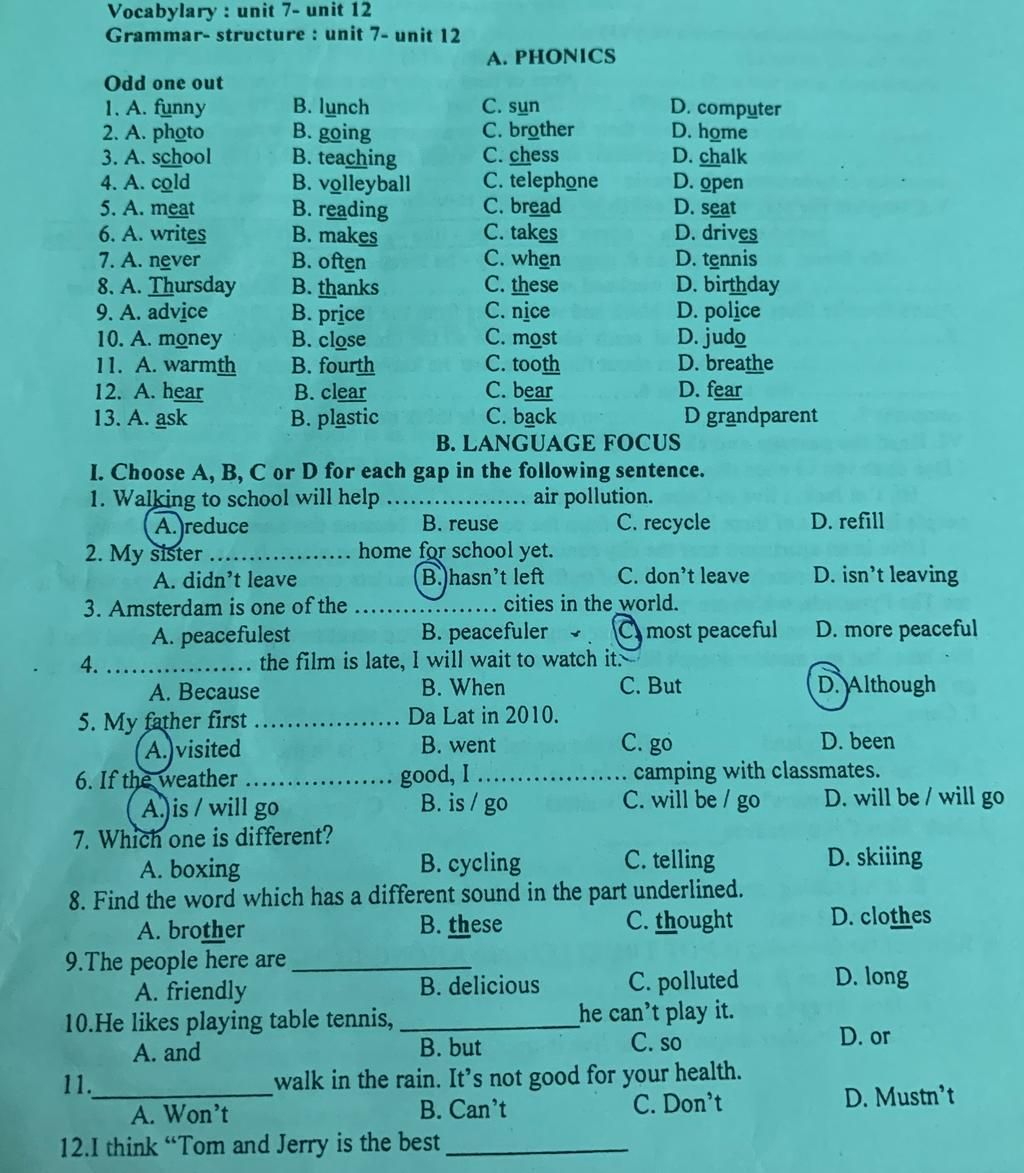 Vocabylary : unit 7- unit 12
Grammar- structure : unit 7- unit 12
A. PHONICS
Odd one out
1. A. funny B. lunch C. sun D. computer
2. A. photo B. going C. brother D. home
3. A. school B. teaching C. chess D. chalk
4. A. cold B. volleyball C. telephone D. open
5. A. meat B. reading C. bread D. seat
6. A. writes B. makes C. takes D. drives
7. A. never B. often C. when D. tennis
8. A. Thursday B. thanks C. these D. birthday
9. A. advice B. price C. nice D. police
10. A. money B. close C. most D. judo
11. A. warmth B. fourth C. tooth D. breathe
12. A. hear B. clear C. bear D. fear
13. A. ask B. plastic C. back D grandparent
B. LANGUAGE FOCUS
I. Choose A, B, C or D for each gap in the following sentence.
1. Walking to school will help .................. air pollution.
A. reduce B. reuse C. recycle D. refill
2. My sister .................. home for school yet.
A. didn't leave B. hasn't left C. don't leave D. isn't leaving
3. Amsterdam is one of the .................. cities in the world.
A. peacefulest B. peacefuler C. most peaceful D. more peaceful
4. .................. the film is late, I will wait to watch it.
A. Because B. When C. But D. Although
5. My father first .................. Da Lat in 2010.
A. visited B. went C. go D. been
6. If the weather .................. good, I .................. camping with classmates.
A. is / will go B. is / go C. will be / go D. will be / will go
7. Which one is different?
A. boxing B. cycling C. telling D. skiiing
8. Find the word which has a different sound in the part underlined.
A. brother B. these C. thought D. clothes
9.The people here are ________________
A. friendly B. delicious C. polluted D. long
10.He likes playing table tennis, ________________he can't play it.
A. and B. but C. so D. or
11.________________walk in the rain. It's not good for your health.
A. Won't B. Can't C. Don't D. Mustn't
12.I think “Tom and Jerry is the best ________________